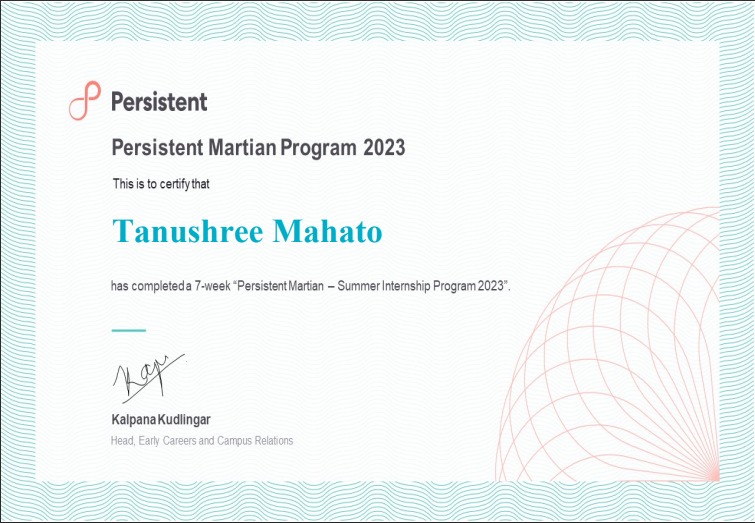 Persistent
Persistent Martian Program 2023
This is to certify that
Tanushree Mahato
has completed a 7-week “Persistent Martian – Summer Internship Program 2023”.
Kalpana Kudlingar
Head, Early Careers and Campus Relations